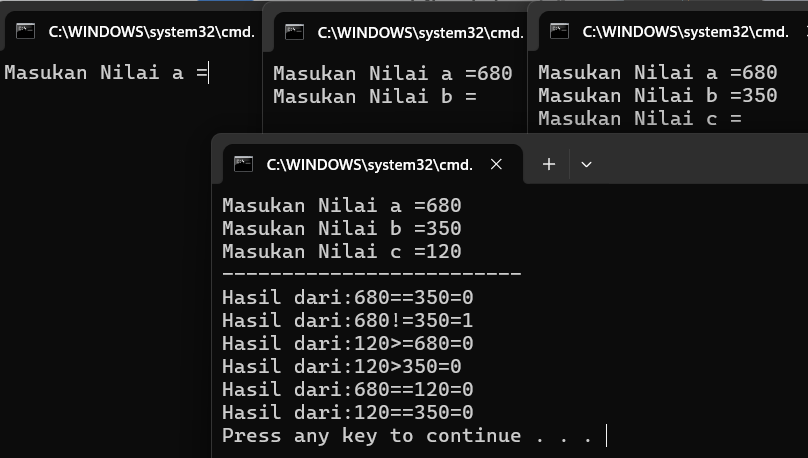 C:\WINDOWS\system32\cmd.
Masukan Nilai a =
C:\WINDOWS\system32\cmd.
Masukan Nilai a =680
Masukan Nilai b =
C:\WINDOWS\system32\cmd.
Masukan Nilai a =680
Masukan Nilai b =350
Masukan Nilai c =
C:\WINDOWS\system32\cmd.
Masukan Nilai a =680
Masukan Nilai b =350
Masukan Nilai c =120
-------------------------
Hasil dari:680==350=0
Hasil dari:680!=350=1
Hasil dari:120>=680=0
Hasil dari:120>350=0
Hasil dari:680==120=0
Hasil dari:120==350=0
Press any key to continue . . .